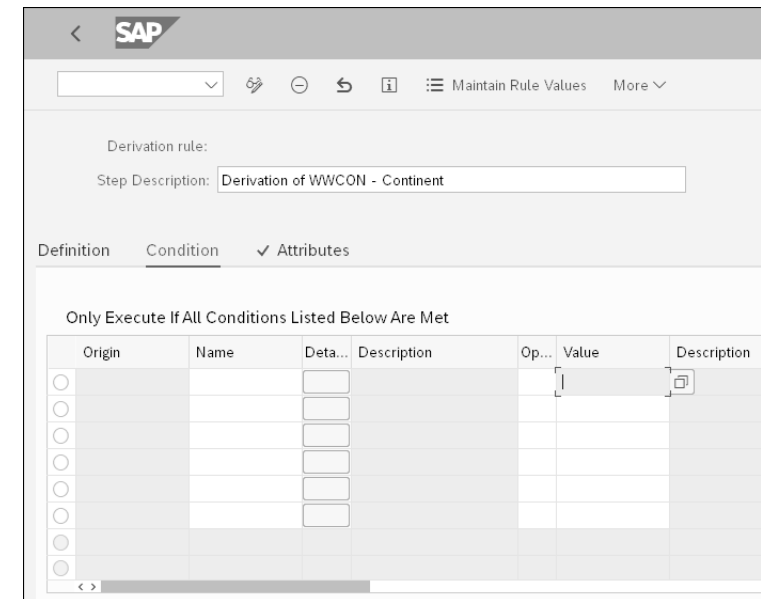 SAP
Maintain Rule Values More
Derivation rule:
Step Description: Derivation of WWCON - Continent
Definition Condition Attributes
Only Execute If All Conditions Listed Below Are Met
Origin Name Deta... Description Op... Value Description